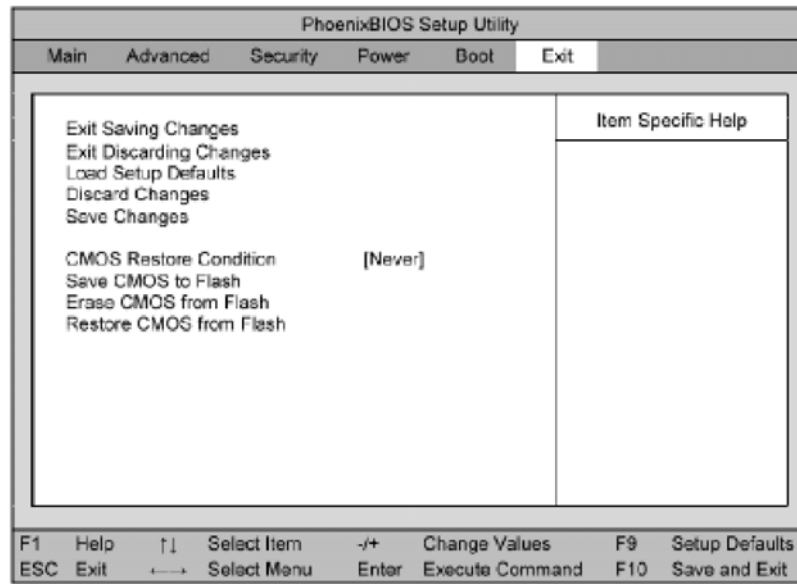 PhoenixBIOS Setup Utility
Main Advanced Security Power Boot Exit
Item Specific Help
Exit Saving Changes
Exit Discarding Changes
Load Setup Defaults
Discard Changes
Save Changes
CMOS Restore Condition [Never]
Save CMOS to Flash
Erase CMOS from Flash
Restore CMOS from Flash
F1 Help ↑↓ Select Item -/+ Change Values F9 Setup Defaults
ESC Exit ←→ Select Menu Enter Execute Command F10 Save and Exit